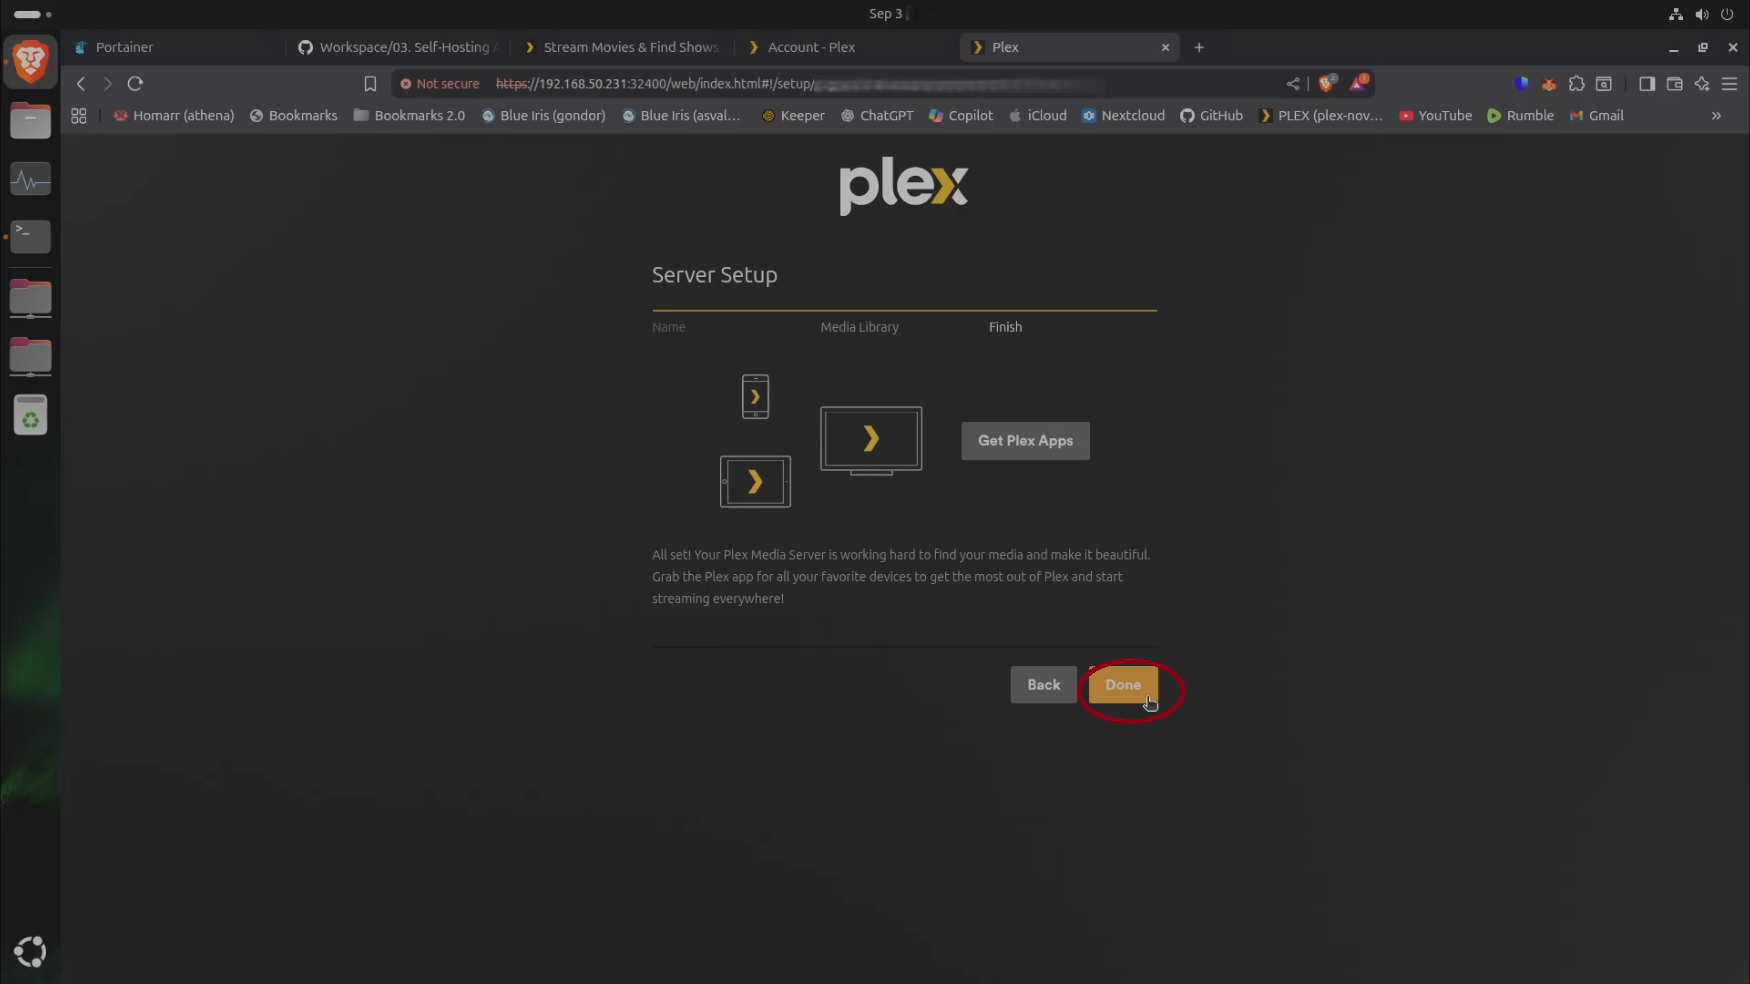 Sep 3
Portainer
Workspace/03. Self-Hosting A
Stream Movies & Find Shows
Account - Plex
Plex
Not secure
https://192.168.50.231:32400/web/index.html#!/setup/
2
1
Homarr (athena)
Bookmarks
Bookmarks 2.0
Blue Iris (gondor)
Blue Iris (asval...
Keeper
ChatGPT
Copilot
iCloud
Nextcloud
GitHub
PLEX (plex-nov...
YouTube
Rumble
Gmail
»
plex
Server Setup
Name
Media Library
Finish
Get Plex Apps
All set! Your Plex Media Server is working hard to find your media and make it beautiful.
Grab the Plex app for all your favorite devices to get the most out of Plex and start
streaming everywhere!
Back
Done